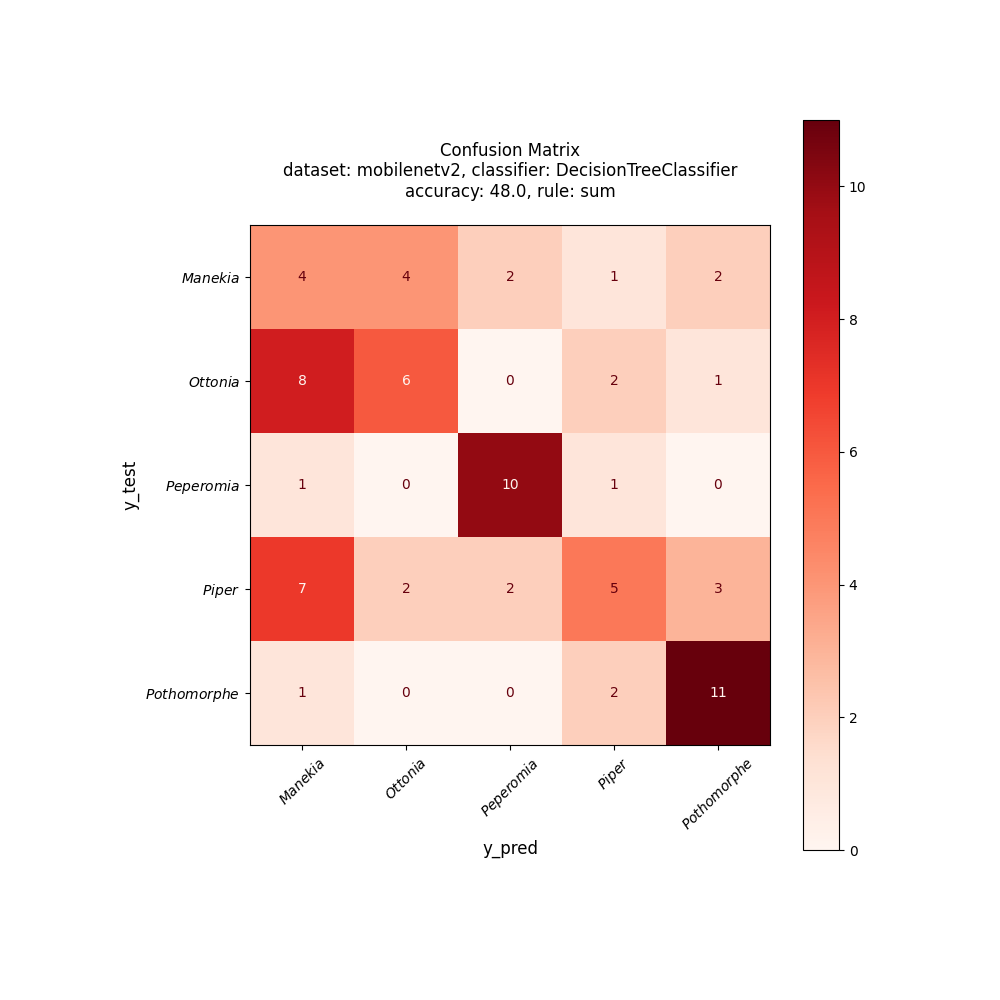 Confusion Matrix
dataset: mobilenetv2, classifier: DecisionTreeClassifier
accuracy: 48.0, rule: sum
y_test
Manekia 4 4 2 1 2
Ottonia 8 6 0 2 1
Peperomia 1 0 10 1 0
Piper 7 2 2 5 3
Pothomorphe 1 0 0 2 11
Manekia Ottonia Peperomia Piper Pothomorphe
y_pred
10
8
6
4
2
0